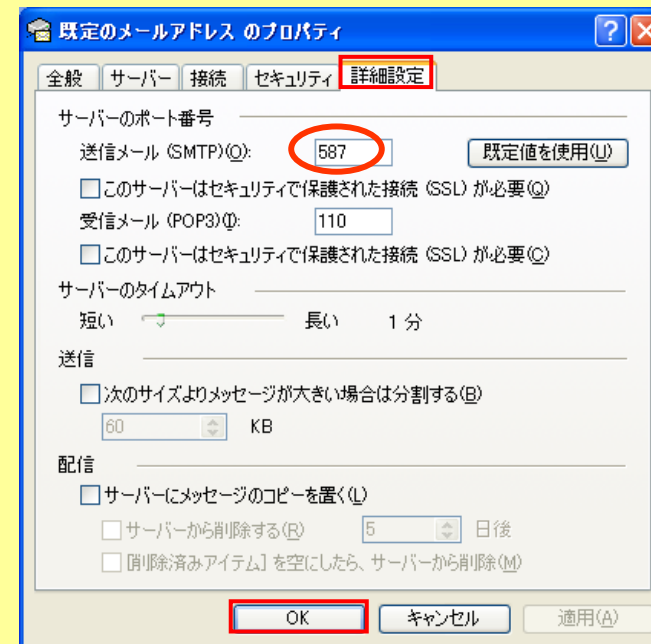 既定のメールアドレス のプロパティ
全般 サーバー 接続 セキュリティ 詳細設定
サーバーのポート番号
送信メール (SMTP)(O): 587 既定値を使用(U)
このサーバーはセキュリティで保護された接続 (SSL) が必要(Q)
受信メール (POP3)(I): 110
このサーバーはセキュリティで保護された接続 (SSL) が必要(C)
サーバーのタイムアウト
短い 長い 1 分
送信
次のサイズよりメッセージが大きい場合は分割する(B)
60 KB
配信
サーバーにメッセージのコピーを置く(L)
サーバーから削除する(R) 5 日後
[削除済みアイテム] を空にしたら、サーバーから削除(M)
OK キャンセル 適用(A)